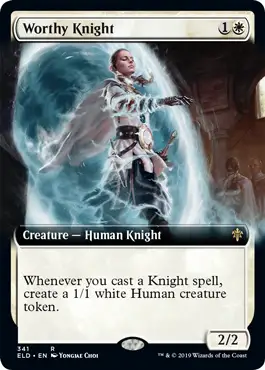 Worthy Knight 1
Creature — Human Knight
Whenever you cast a Knight spell,
create a 1/1 white Human creature
token.
2/2
341 R
ELD • EN YONGJAE CHOI ™ & © 2019 Wizards of the Coast